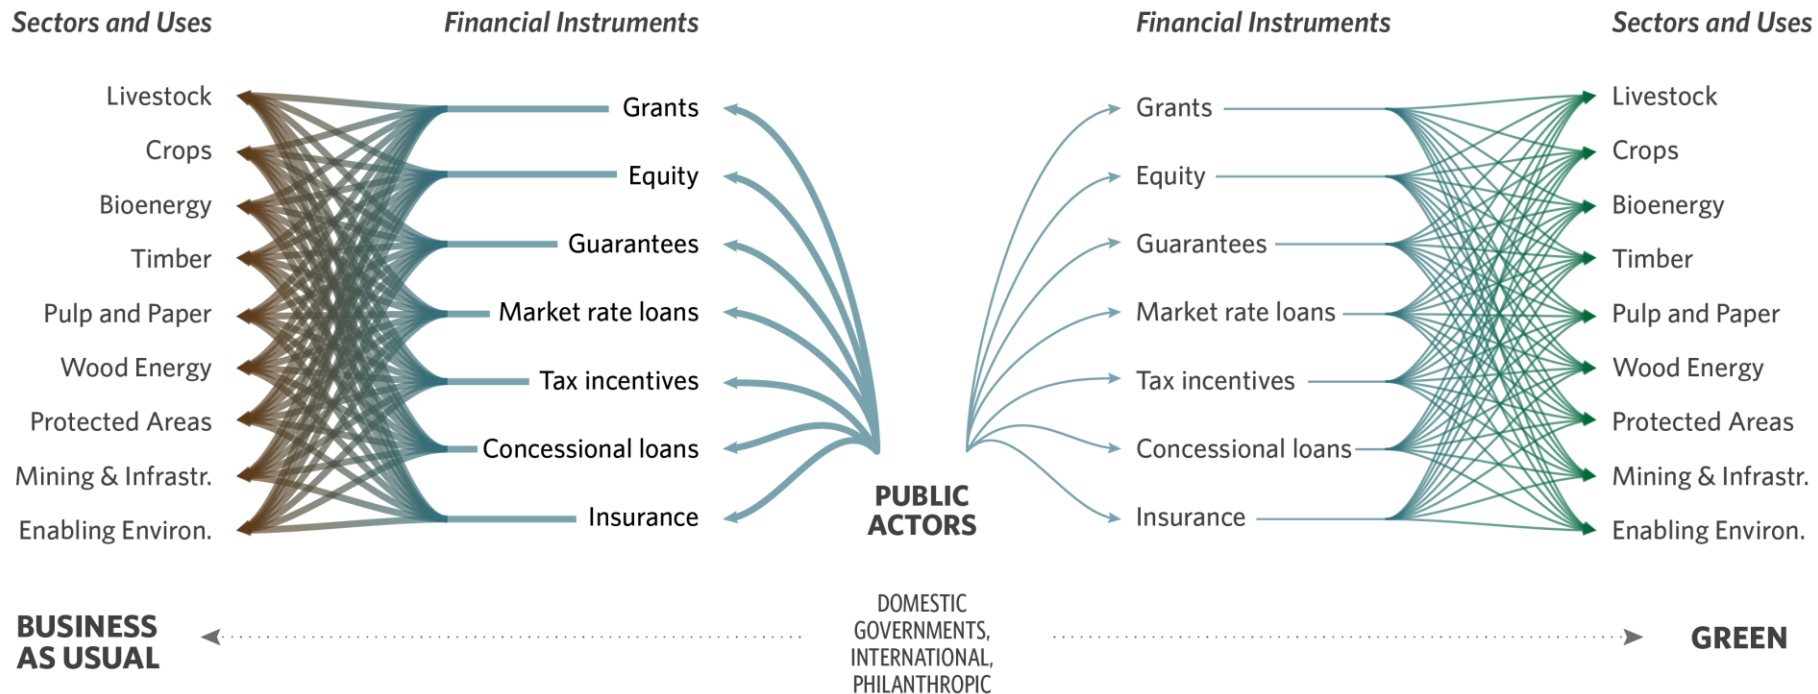 Sectors and Uses
Financial Instruments
Financial Instruments
Sectors and Uses
Livestock
Crops
Bioenergy
Timber
Pulp and Paper
Wood Energy
Protected Areas
Mining & Infrastr.
Enabling Environ.
Grants
Equity
Guarantees
Market rate loans
Tax incentives
Concessional loans
Insurance
PUBLIC
ACTORS
DOMESTIC
GOVERNMENTS,
INTERNATIONAL,
PHILANTHROPIC
Grants
Equity
Guarantees
Market rate loans
Tax incentives
Concessional loans
Insurance
Livestock
Crops
Bioenergy
Timber
Pulp and Paper
Wood Energy
Protected Areas
Mining & Infrastr.
Enabling Environ.
BUSINESS
AS USUAL
GREEN